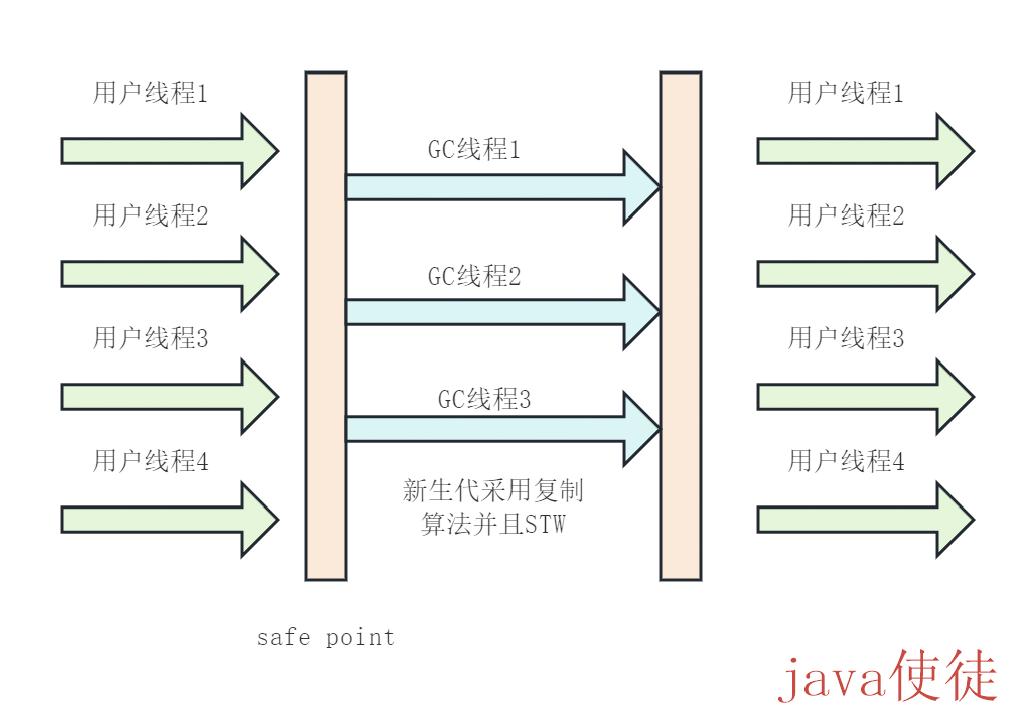 用户线程1
GC线程1
用户线程1
用户线程2
GC线程2
用户线程2
用户线程3
GC线程3
用户线程3
用户线程4
新生代采用复制
算法并且STW
用户线程4
safe point
java使徒